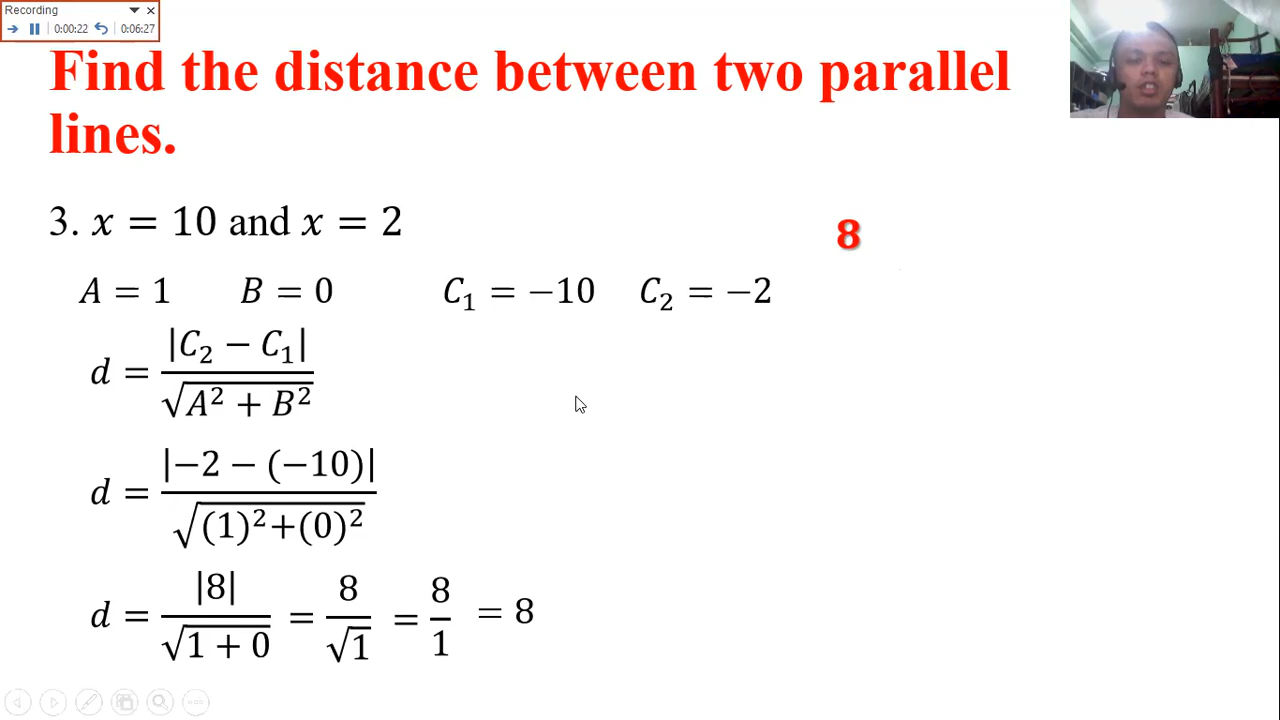 Recording
0:00:22 0:06:27
Find the distance between two parallel
lines.
3. x = 10 and x = 2
8
A = 1 B = 0 C₁ = −10 C₂ = −2
d = |C₂ − C₁| / √(A² + B²)
d = |−2 − (−10)| / √((1)²+(0)²)
d = |8| / √(1 + 0) = 8 / √1 = 8 / 1 = 8